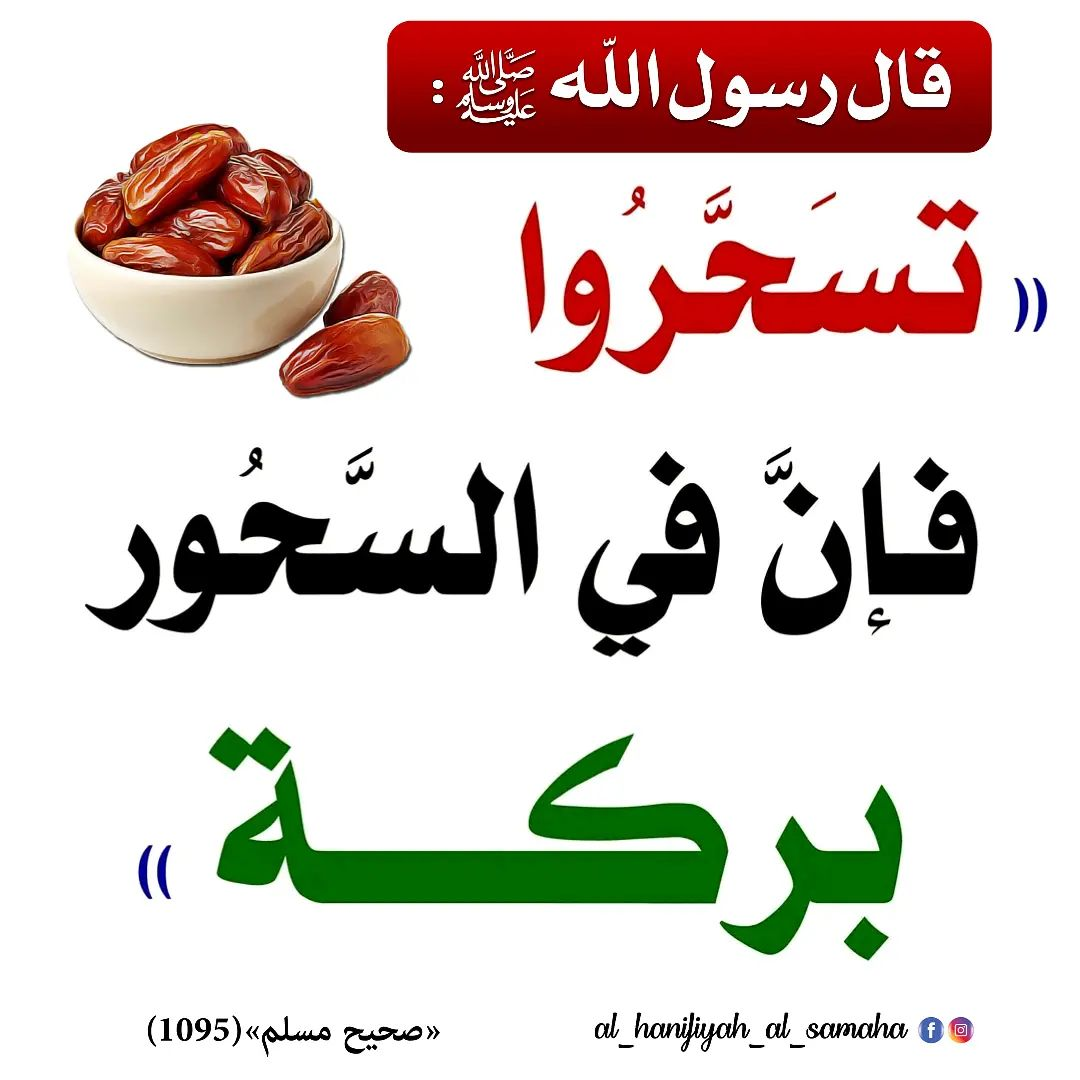 قال رسول الله ﷺ :
(( تسَحَّرُوا
فإنَّ في السَّحُور
بركــة ))
«صحيح مسلم»(1095)
al_hanifiyah_al_samaha